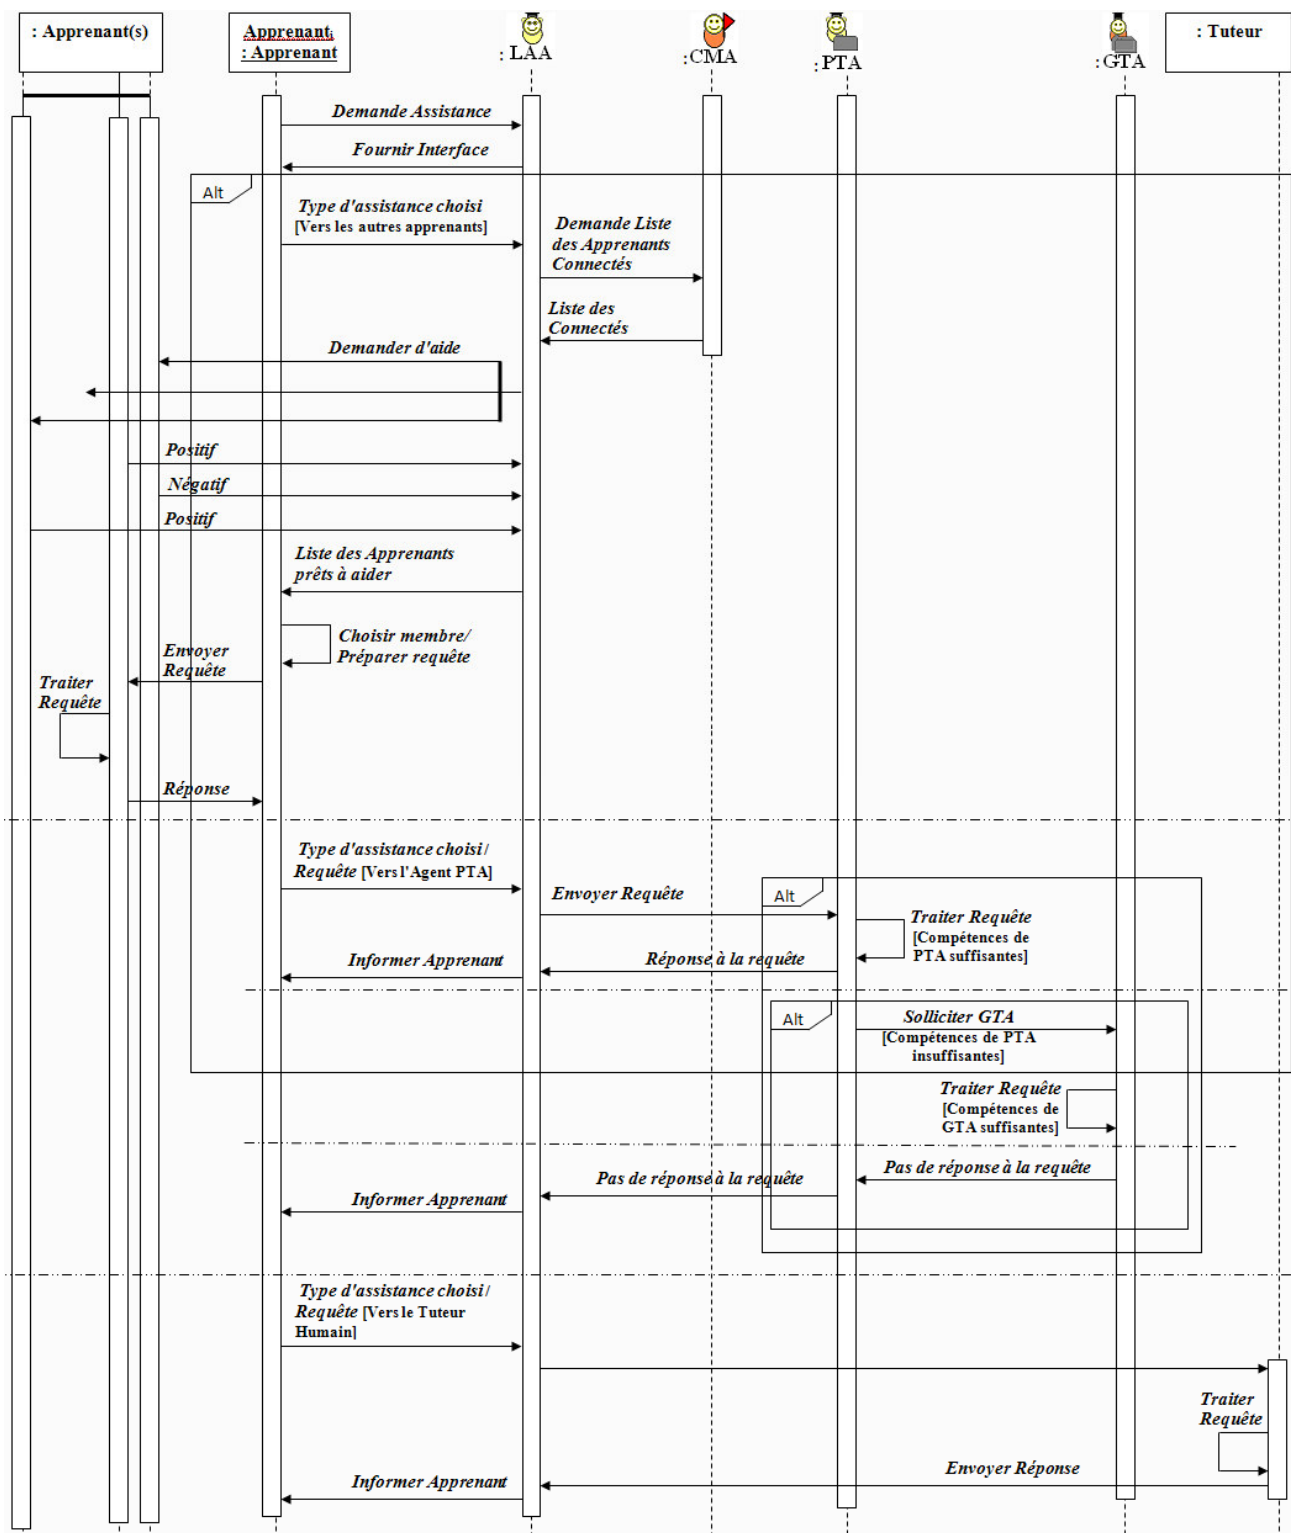 : Apprenant(s)
Apprenantᵢ
: Apprenant
: LAA
: CMA
: PTA
: GTA
: Tuteur
Demande Assistance
Fournir Interface
Alt
Type d'assistance choisi
[Vers les autres apprenants]
Demande Liste
des Apprenants
Connectés
Liste des
Connectés
Demander d'aide
Positif
Négatif
Positif
Liste des Apprenants
prêts à aider
Choisir membre/
Préparer requête
Envoyer
Requête
Traiter
Requête
Réponse
Type d'assistance choisi/
Requête [Vers l'Agent PTA]
Envoyer Requête
Alt
Traiter Requête
[Compétences de
PTA suffisantes]
Réponse à la requête
Informer Apprenant
Alt
Solliciter GTA
[Compétences de PTA
insuffisantes]
Traiter Requête
[Compétences de
GTA suffisantes]
Pas de réponse à la requête
Pas de réponse à la requête
Informer Apprenant
Type d'assistance choisi/
Requête [Vers le Tuteur
Humain]
Traiter
Requête
Envoyer Réponse
Informer Apprenant